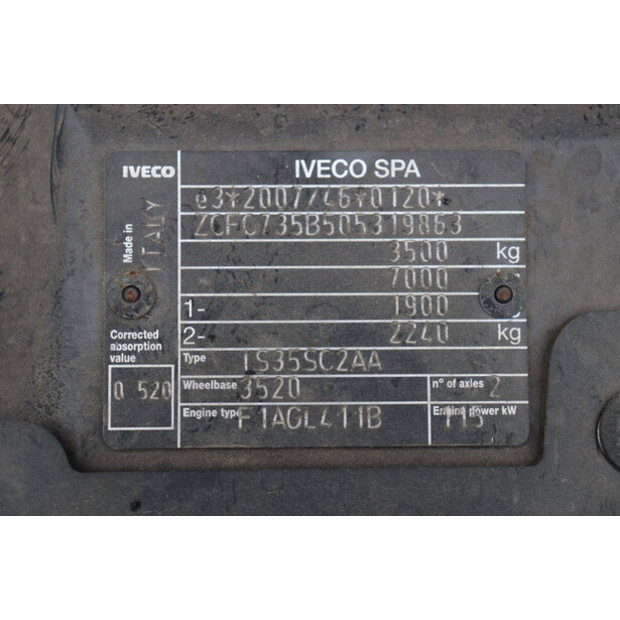 IVECO
IVECO SPA
e3*2007/46*0120*
ZCFC735B505319863
Made in
ITALY
3500 kg
7000
1- 1900
2- 2240 kg
Corrected
absorption
value
0 520
Type IS35SC2AA
Wheelbase 3520
n° of axles 2
Engine type F1AGL411B
Engine power kW